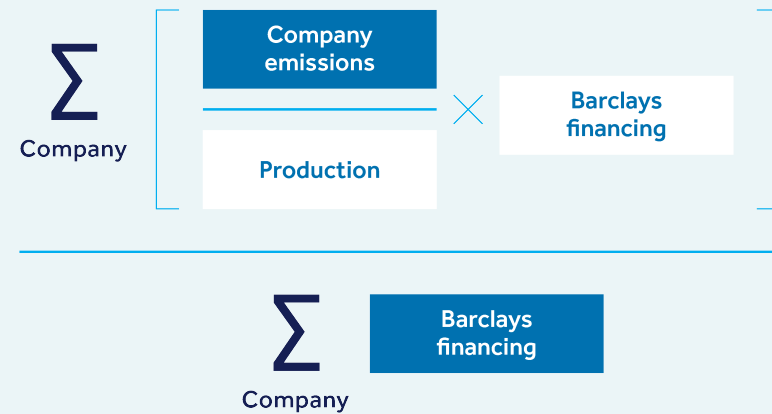 Σ
Company
Company
emissions
Production
×
Barclays
financing
Σ
Company
Barclays
financing